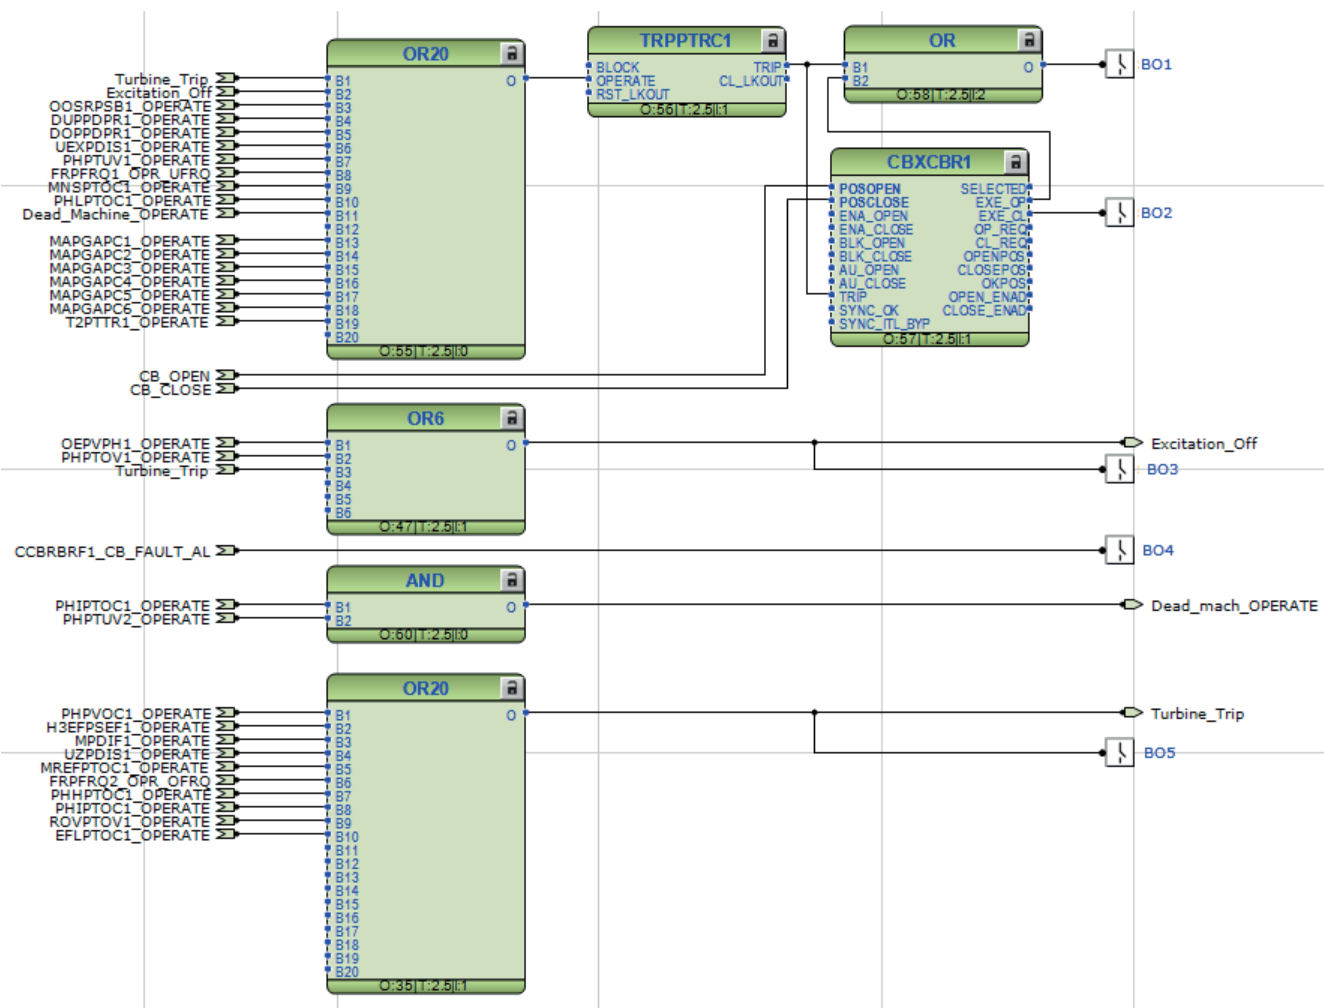 OR20
Turbine_Trip
Excitation_Off
OOSRPSB1_OPERATE
DUPPDPR1_OPERATE
DOPPDPR1_OPERATE
UEXPDIS1_OPERATE
PHPTUV1_OPERATE
FRPFRQ1_OPR_UFRQ
MNSPTOC1_OPERATE
PHLPTOC1_OPERATE
Dead_Machine_OPERATE
MAPGAPC1_OPERATE
MAPGAPC2_OPERATE
MAPGAPC3_OPERATE
MAPGAPC4_OPERATE
MAPGAPC5_OPERATE
MAPGAPC6_OPERATE
T2PTTR1_OPERATE
B1 O
B2
B3
B4
B5
B6
B7
B8
B9
B10
B11
B12
B13
B14
B15
B16
B17
B18
B19
B20
O:55|T:2.5|I:0
TRPPTRC1
BLOCK TRIP
OPERATE CL_LKOUT
RST_LKOUT
O:56|T:2.5|I:1
OR
B1 O
B2
O:58|T:2.5|I:2
BO1
CBXCBR1
POSOPEN SELECTED
POSCLOSE EXE_OP
ENA_OPEN EXE_CL
ENA_CLOSE OP_REQ
BLK_OPEN CL_REQ
BLK_CLOSE OPENPOS
AU_OPEN CLOSEPOS
AU_CLOSE OKPOS
TRIP OPEN_ENAD
SYNC_OK CLOSE_ENAD
SYNC_ITL_BYP
O:57|T:2.5|I:1
BO2
CB_OPEN
CB_CLOSE
OR6
OEPVPH1_OPERATE
PHPTOV1_OPERATE
Turbine_Trip
B1 O
B2
B3
B4
B5
B6
O:47|T:2.5|I:1
Excitation_Off
BO3
CCBRBRF1_CB_FAULT_AL
BO4
AND
PHIPTOC1_OPERATE
PHPTUV2_OPERATE
B1 O
B2
O:60|T:2.5|I:0
Dead_mach_OPERATE
OR20
PHPVOC1_OPERATE
H3EFPSEF1_OPERATE
MPDIF1_OPERATE
UZPDIS1_OPERATE
MREFPTOC1_OPERATE
FRPFRQ2_OPR_OFRQ
PHHPTOC1_OPERATE
PHIPTOC1_OPERATE
ROVPTOV1_OPERATE
EFLPTOC1_OPERATE
B1 O
B2
B3
B4
B5
B6
B7
B8
B9
B10
B11
B12
B13
B14
B15
B16
B17
B18
B19
B20
O:35|T:2.5|I:1
Turbine_Trip
BO5